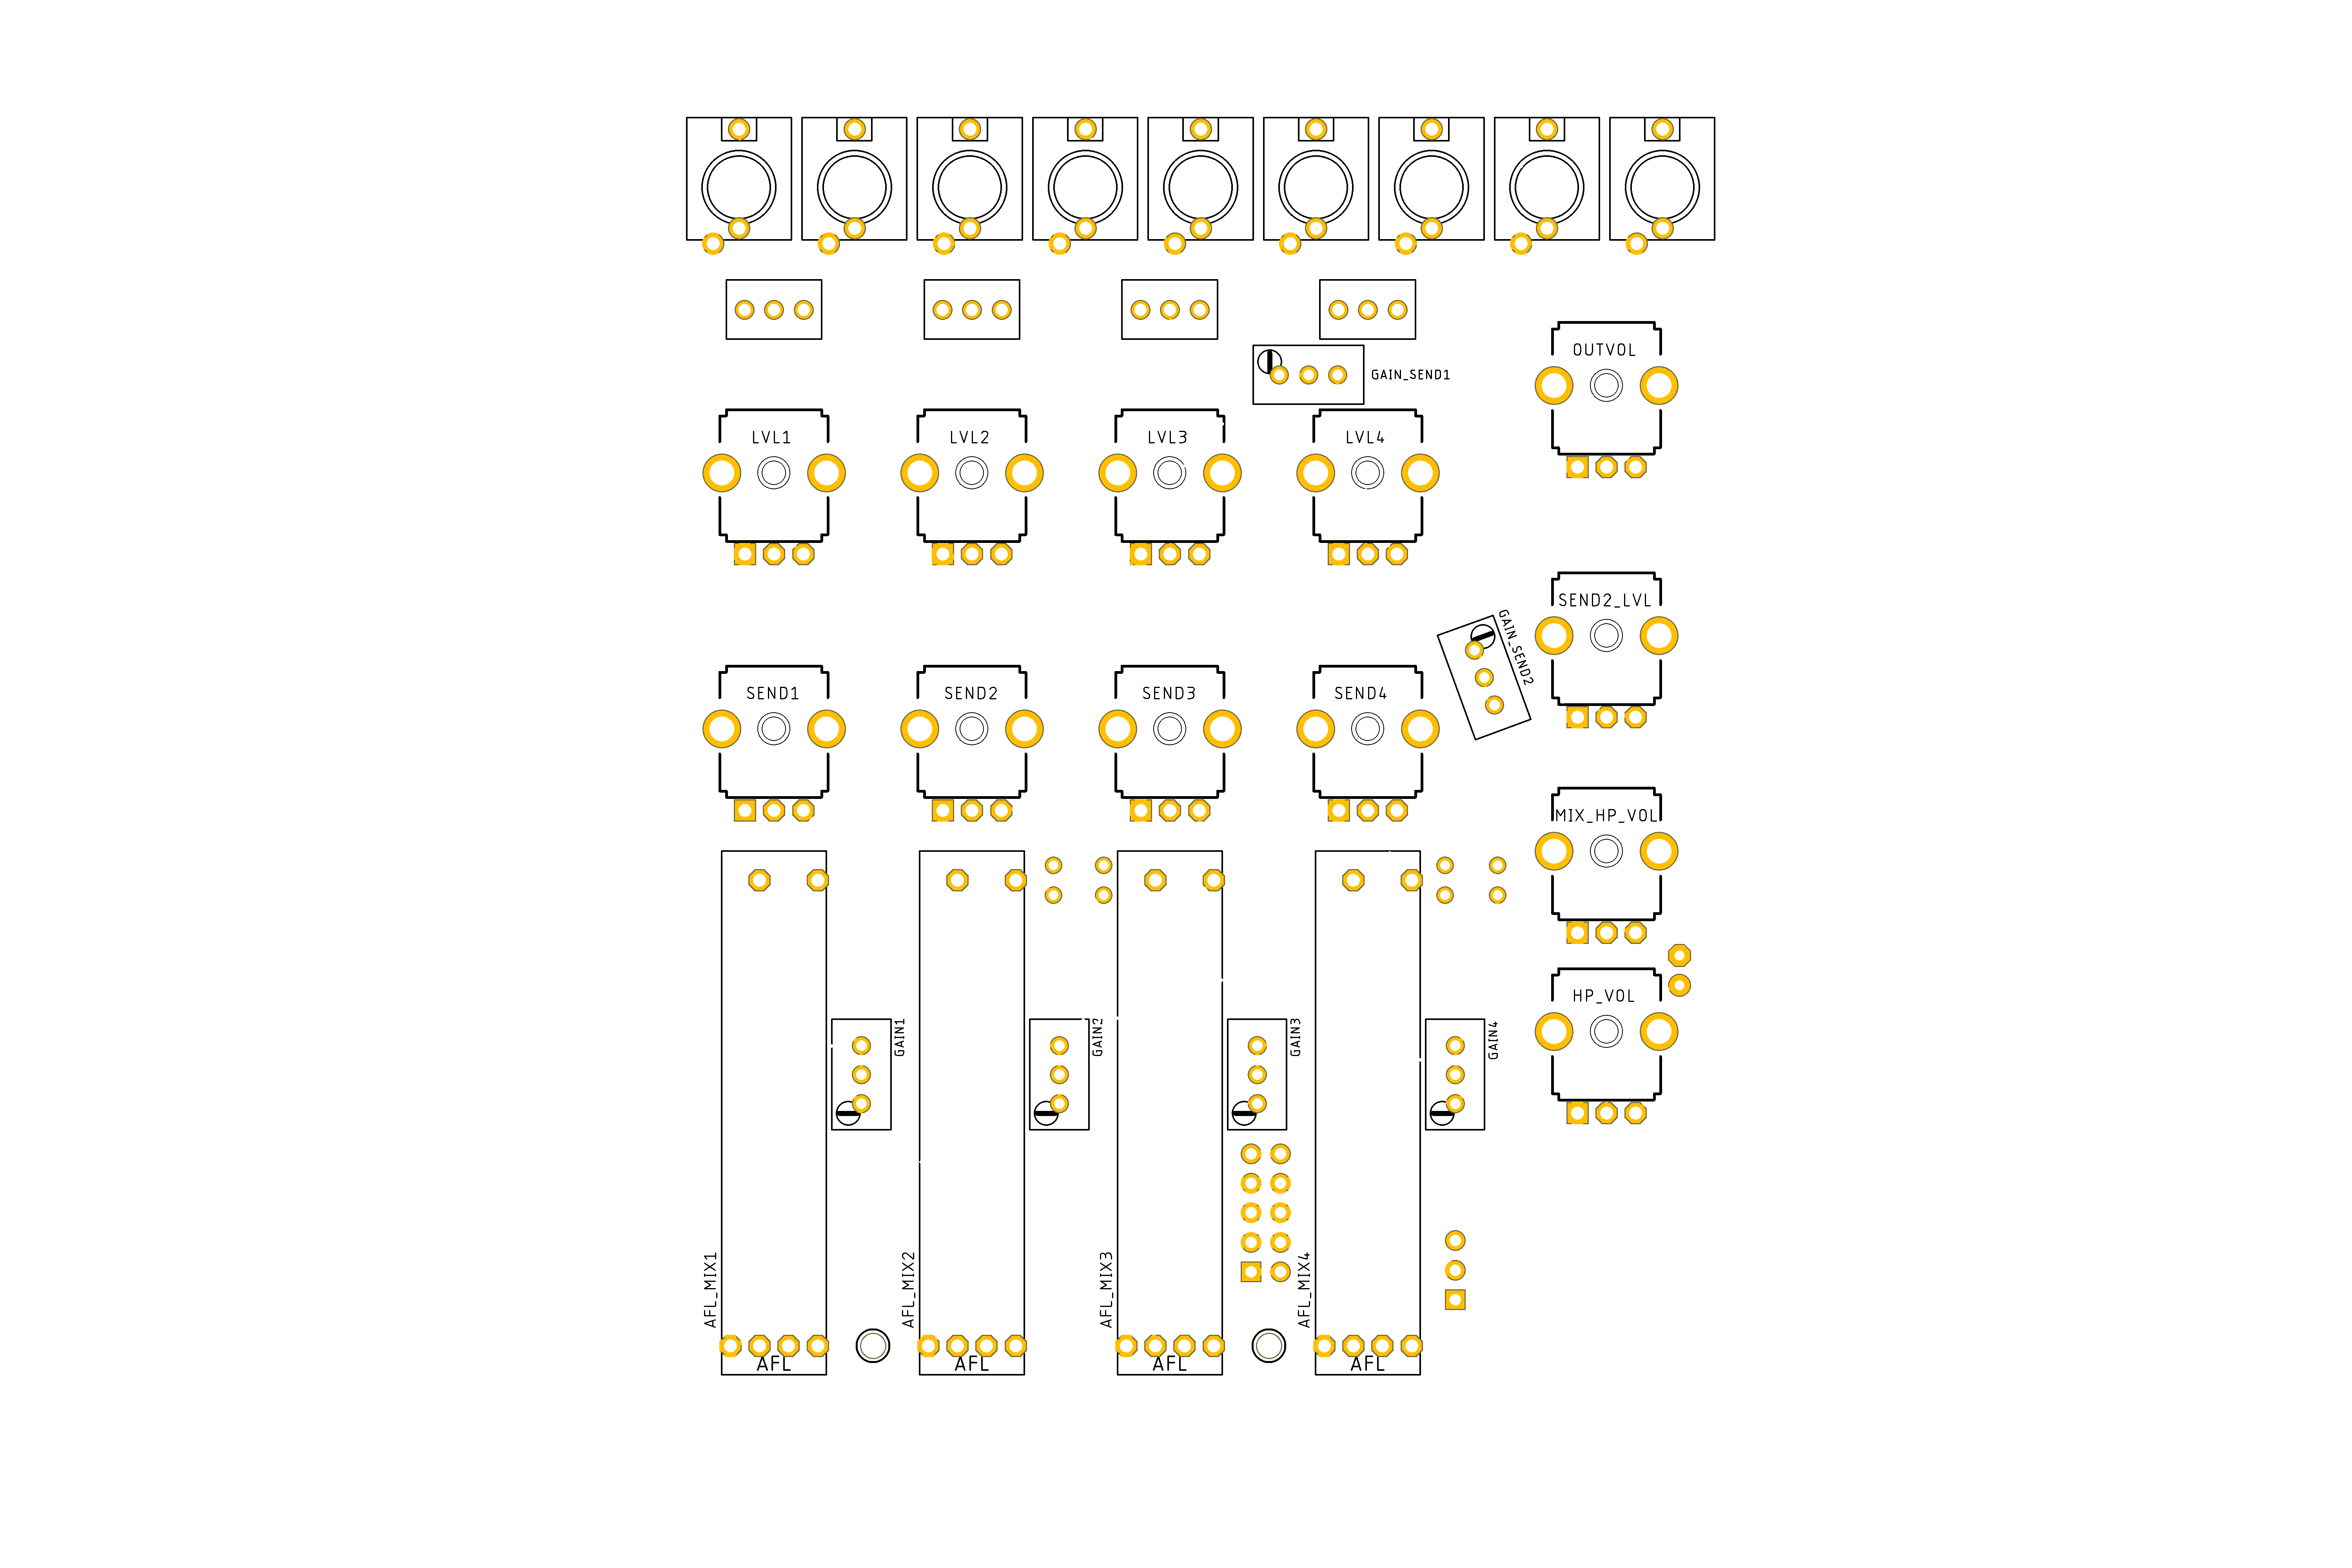 GAIN_SEND1
OUTVOL
LVL1
LVL2
LVL3
LVL4
SEND2_LVL
GAIN_SEND2
SEND1
SEND2
SEND3
SEND4
MIX_HP_VOL
HP_VOL
GAIN1
GAIN2
GAIN3
GAIN4
AFL_MIX1
AFL_MIX2
AFL_MIX3
AFL_MIX4
AFL
AFL
AFL
AFL